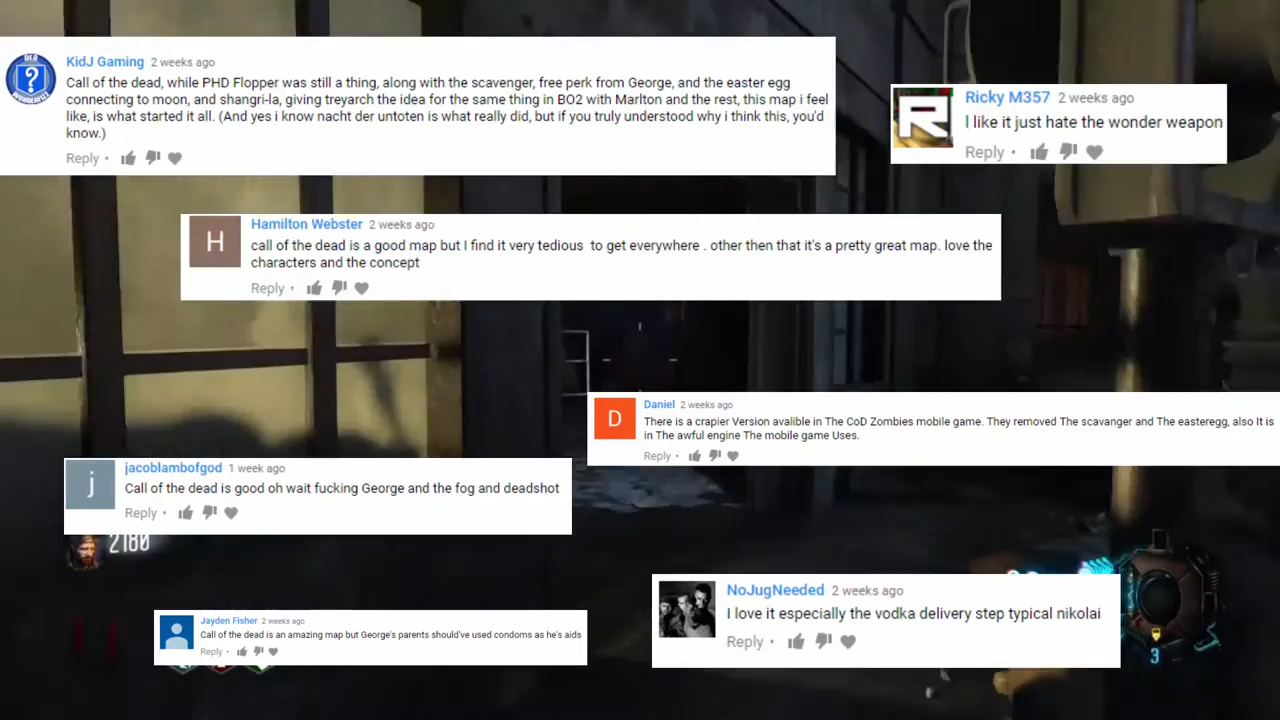 KidJ Gaming 2 weeks ago
Call of the dead, while PHD Flopper was still a thing, along with the scavenger, free perk from George, and the easter egg
connecting to moon, and shangri-la, giving treyarch the idea for the same thing in BO2 with Marlton and the rest, this map i feel
like, is what started it all. (And yes i know nacht der untoten is what really did, but if you truly understood why i think this, you'd
know.)
Reply •
Ricky M357 2 weeks ago
I like it just hate the wonder weapon
Reply •
H
Hamilton Webster 2 weeks ago
call of the dead is a good map but I find it very tedious to get everywhere . other then that it's a pretty great map. love the
characters and the concept
Reply •
D
Daniel 2 weeks ago
There is a crapier Version avalible in The CoD Zombies mobile game. They removed The scavanger and The easteregg, also It is
in The awful engine The mobile game Uses.
Reply •
j
jacoblambofgod 1 week ago
Call of the dead is good oh wait fucking George and the fog and deadshot
Reply •
2180
NoJugNeeded 2 weeks ago
I love it especially the vodka delivery step typical nikolai
Reply •
Jayden Fisher 2 weeks ago
Call of the dead is an amazing map but George's parents should've used condoms as he's aids
Reply •
3